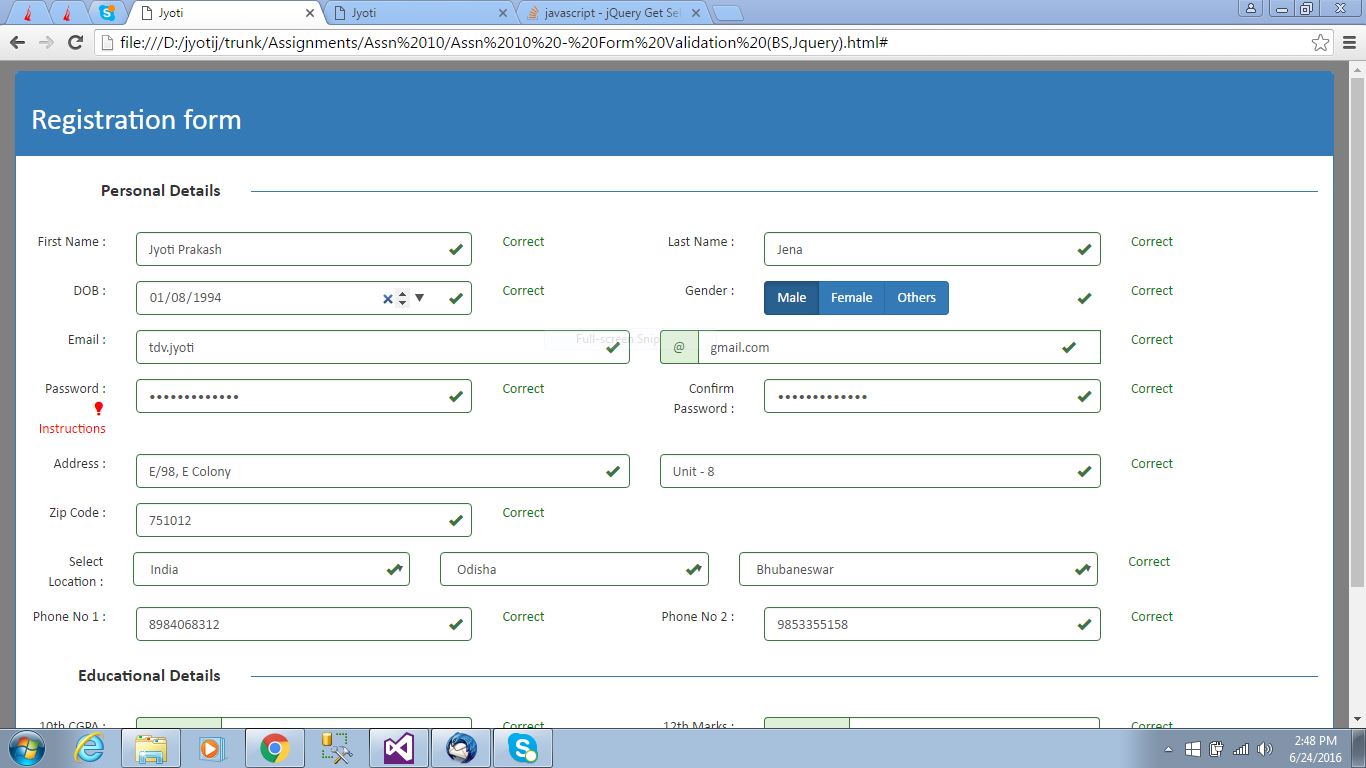 Jyoti
Jyoti
javascript - jQuery Get Sel
file:///D:/jyotij/trunk/Assignments/Assn%2010/Assn%2010%20-%20Form%20Validation%20(BS,Jquery).html#
Registration form
Personal Details
First Name : Jyoti Prakash Correct Last Name : Jena Correct
DOB : 01/08/1994 Correct Gender : Male Female Others Correct
Email : tdv.jyoti @ gmail.com Correct
Full-screen Snip
Password : ••••••••••••• Correct Confirm Password : ••••••••••••• Correct
Instructions
Address : E/98, E Colony Unit - 8 Correct
Zip Code : 751012 Correct
Select Location : India Odisha Bhubaneswar Correct
Phone No 1 : 8984068312 Correct Phone No 2 : 9853355158 Correct
Educational Details
10th CGPA : Correct 12th Marks : Correct
2:48 PM
6/24/2016